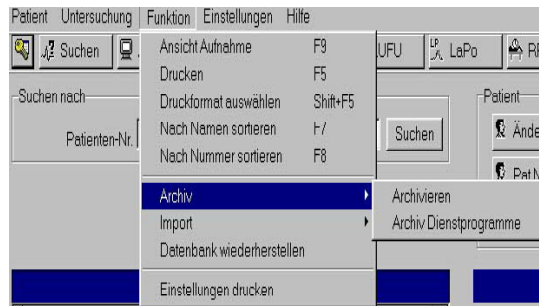 Patient Untersuchung Funktion Einstellungen Hilfe
Suchen
UFU LaPo
Ansicht Aufnahme F9
Drucken F5
Druckformat auswählen Shift+F5
Nach Namen sortieren F7
Nach Nummer sortieren F8
Suchen nach
Patienten-Nr.
Suchen
Patient
Archiv
Archivieren
Import
Archiv Dienstprogramme
Datenbank wiederherstellen
Einstellungen drucken